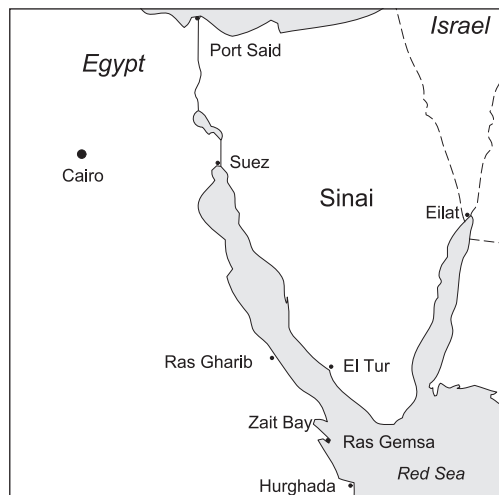 Israel
Port Said
Egypt
Suez
Cairo
Sinai
Eilat
Ras Gharib
El Tur
Zait Bay
Ras Gemsa
Red Sea
Hurghada